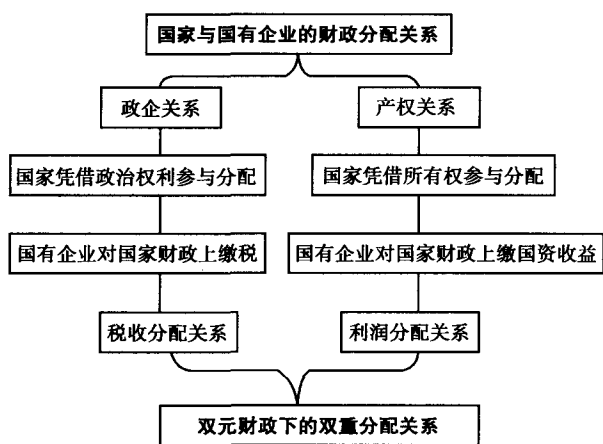 国家与国有企业的财政分配关系
政企关系
产权关系
国家凭借政治权利参与分配
国家凭借所有权参与分配
国有企业对国家财政上缴税
国有企业对国家财政上缴国资收益
税收分配关系
利润分配关系
双元财政下的双重分配关系